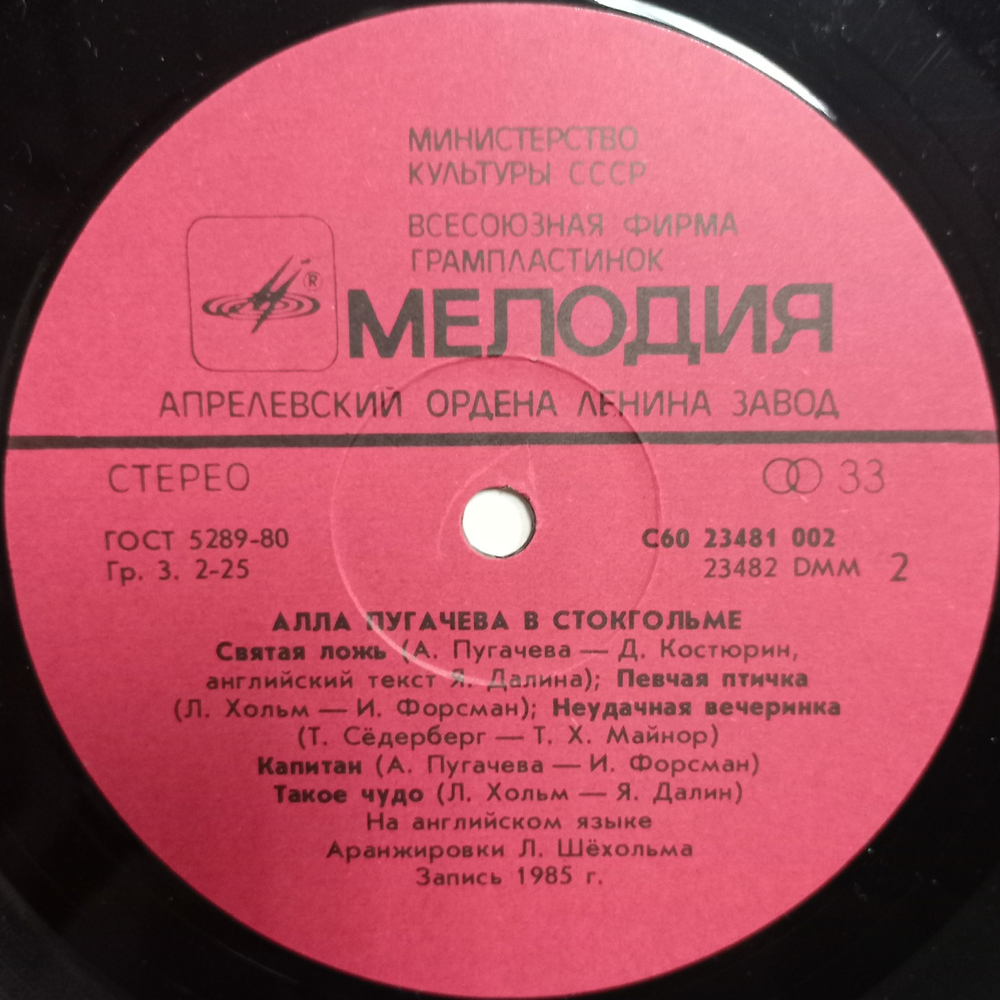 МИНИСТЕРСТВО
КУЛЬТУРЫ СССР
ВСЕСОЮЗНАЯ ФИРМА
ГРАМПЛАСТИНОК
®
МЕЛОДИЯ
АПРЕЛЕВСКИЙ ОРДЕНА ЛЕНИНА ЗАВОД
СТЕРЕО
33
ГОСТ 5289-80
Гр. 3. 2-25
С60 23481 002
23482 DMM 2
АЛЛА ПУГАЧЕВА В СТОКГОЛЬМЕ
Святая ложь (А. Пугачева — Д. Костюрин,
английский текст Я. Далина); Певчая птичка
(Л. Хольм — И. Форсман); Неудачная вечеринка
(Т. Сёдерберг — Т. Х. Майнор)
Капитан (А. Пугачева — И. Форсман)
Такое чудо (Л. Хольм — Я. Далин)
На английском языке
Аранжировки Л. Шёхольма
Запись 1985 г.